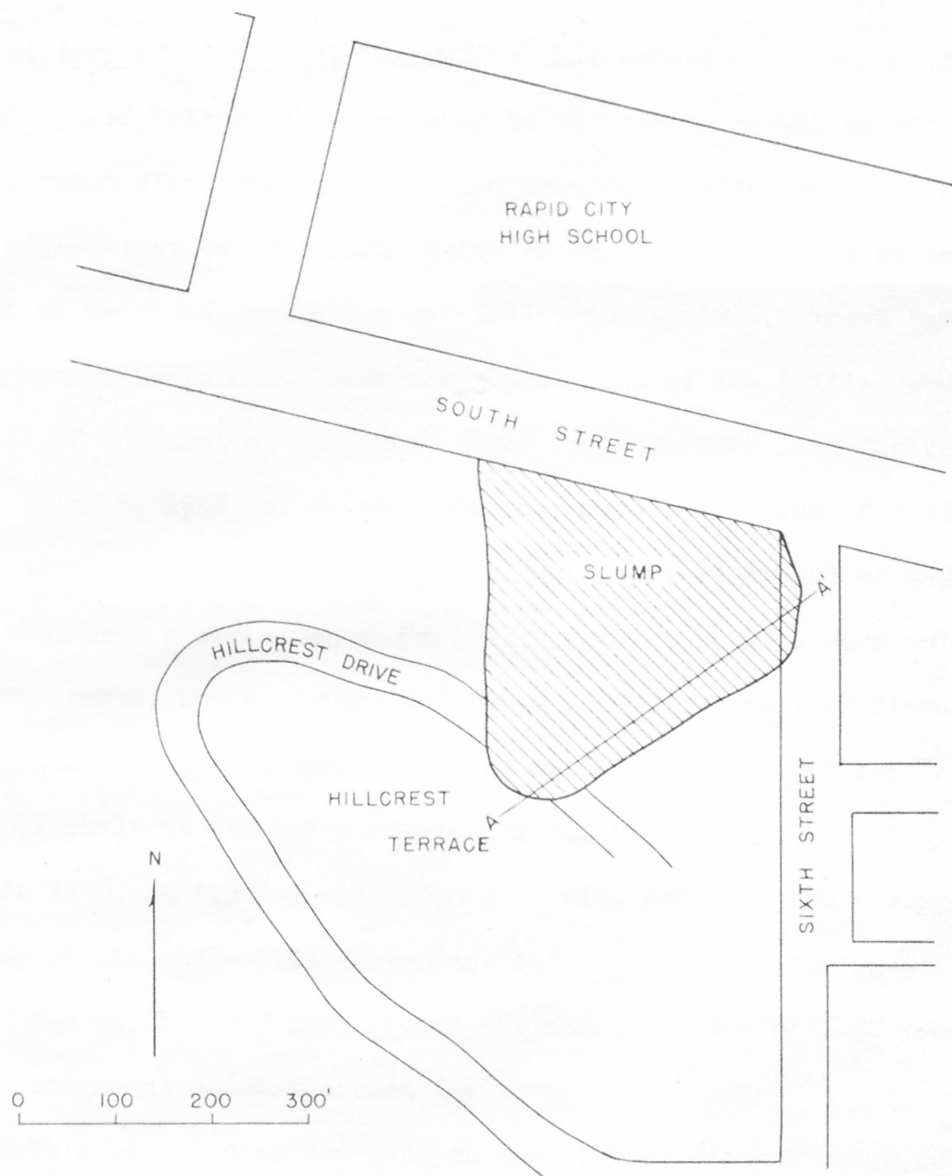 RAPID CITY
HIGH SCHOOL
SOUTH STREET
SLUMP
A'
HILLCREST DRIVE
HILLCREST
TERRACE
A
SIXTH STREET
N
0 100 200 300'